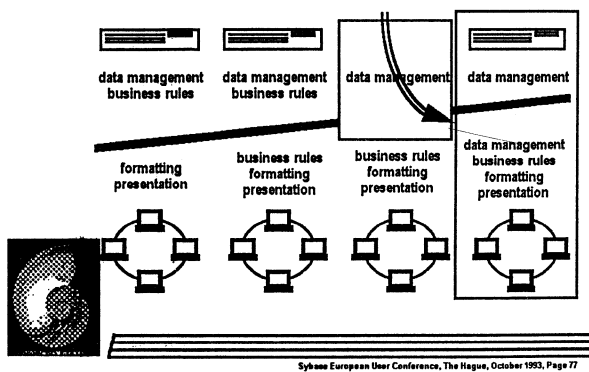 data management
business rules
data management
business rules
data management
data management
formatting
presentation
business rules
formatting
presentation
business rules
formatting
presentation
data management
business rules
formatting
presentation
Sybase European User Conference, The Hague, October 1993, Page 77